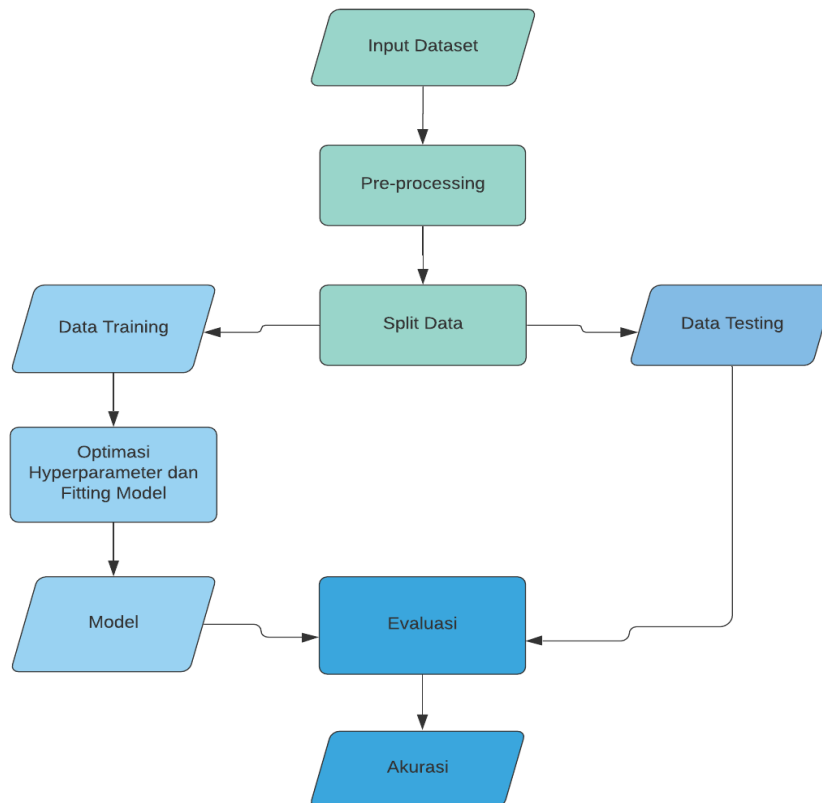 Input Dataset
Pre-processing
Data Training
Split Data
Data Testing
Optimasi
Hyperparameter dan
Fitting Model
Model
Evaluasi
Akurasi